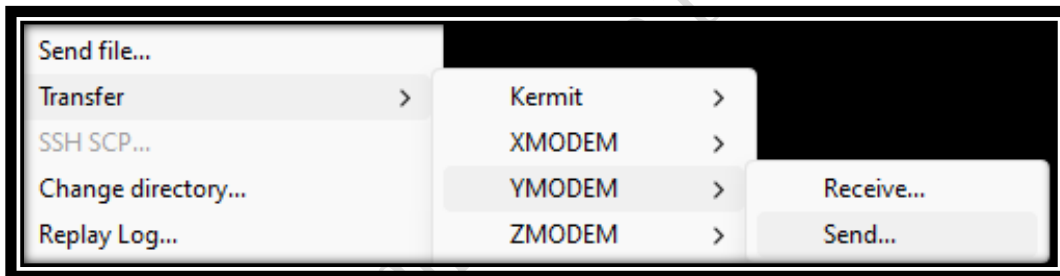 Send file...
Transfer
SSH SCP...
Change directory...
Replay Log...
Kermit
XMODEM
YMODEM
ZMODEM
Receive...
Send...